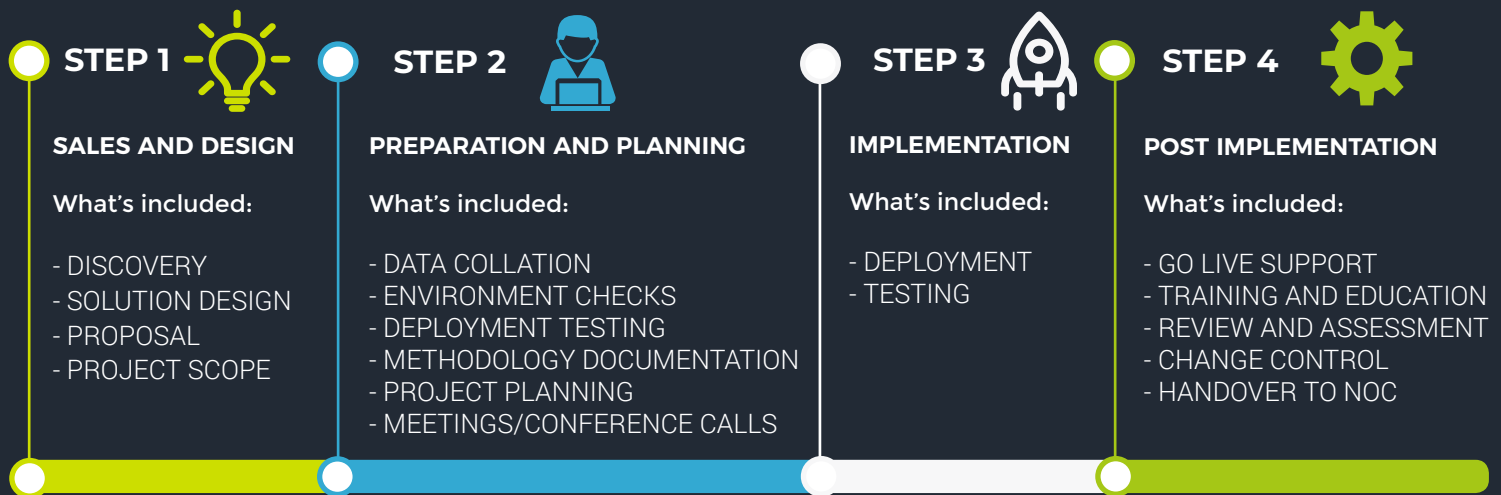 STEP 1
SALES AND DESIGN
What's included:
- DISCOVERY
- SOLUTION DESIGN
- PROPOSAL
- PROJECT SCOPE
STEP 2
PREPARATION AND PLANNING
What's included:
- DATA COLLATION
- ENVIRONMENT CHECKS
- DEPLOYMENT TESTING
- METHODOLOGY DOCUMENTATION
- PROJECT PLANNING
- MEETINGS/CONFERENCE CALLS
STEP 3
IMPLEMENTATION
What's included:
- DEPLOYMENT
- TESTING
STEP 4
POST IMPLEMENTATION
What's included:
- GO LIVE SUPPORT
- TRAINING AND EDUCATION
- REVIEW AND ASSESSMENT
- CHANGE CONTROL
- HANDOVER TO NOC